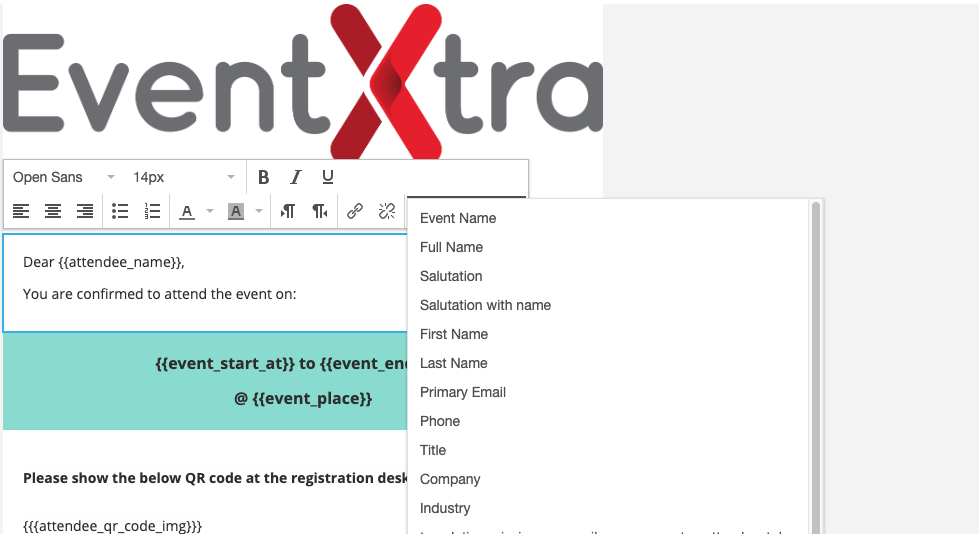 EventXtra
Open Sans 14px B I U
A A
Event Name
Full Name
Salutation
Salutation with name
First Name
Last Name
Primary Email
Phone
Title
Company
Industry
Dear {{attendee_name}},
You are confirmed to attend the event on:
{{event_start_at}} to {{event_en
@ {{event_place}}
Please show the below QR code at the registration desk
{{{attendee_qr_code_img}}}